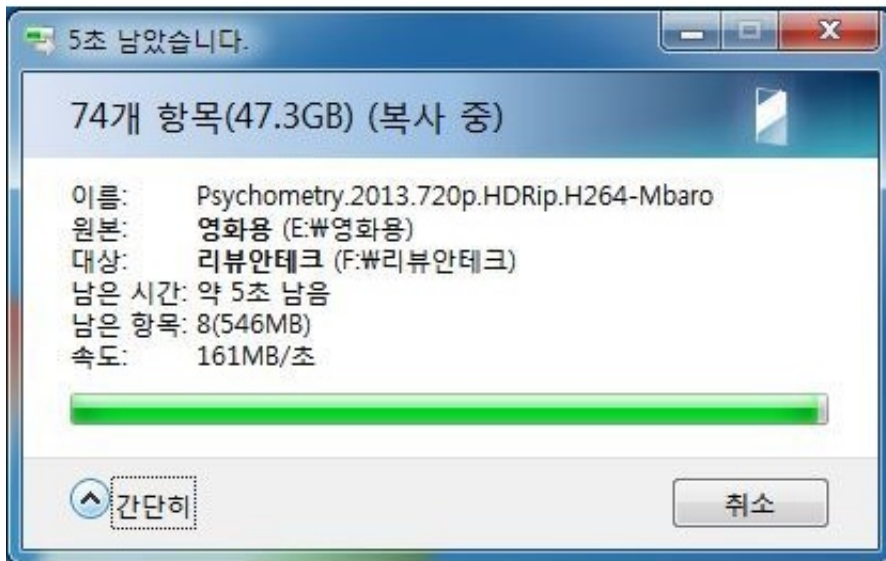 5초 남았습니다.
74개 항목(47.3GB) (복사 중)
이름: Psychometry.2013.720p.HDRip.H264-Mbaro
원본: 영화용 (E:₩영화용)
대상: 리뷰안테크 (F:₩리뷰안테크)
남은 시간: 약 5초 남음
남은 항목: 8(546MB)
속도: 161MB/초
간단히
취소